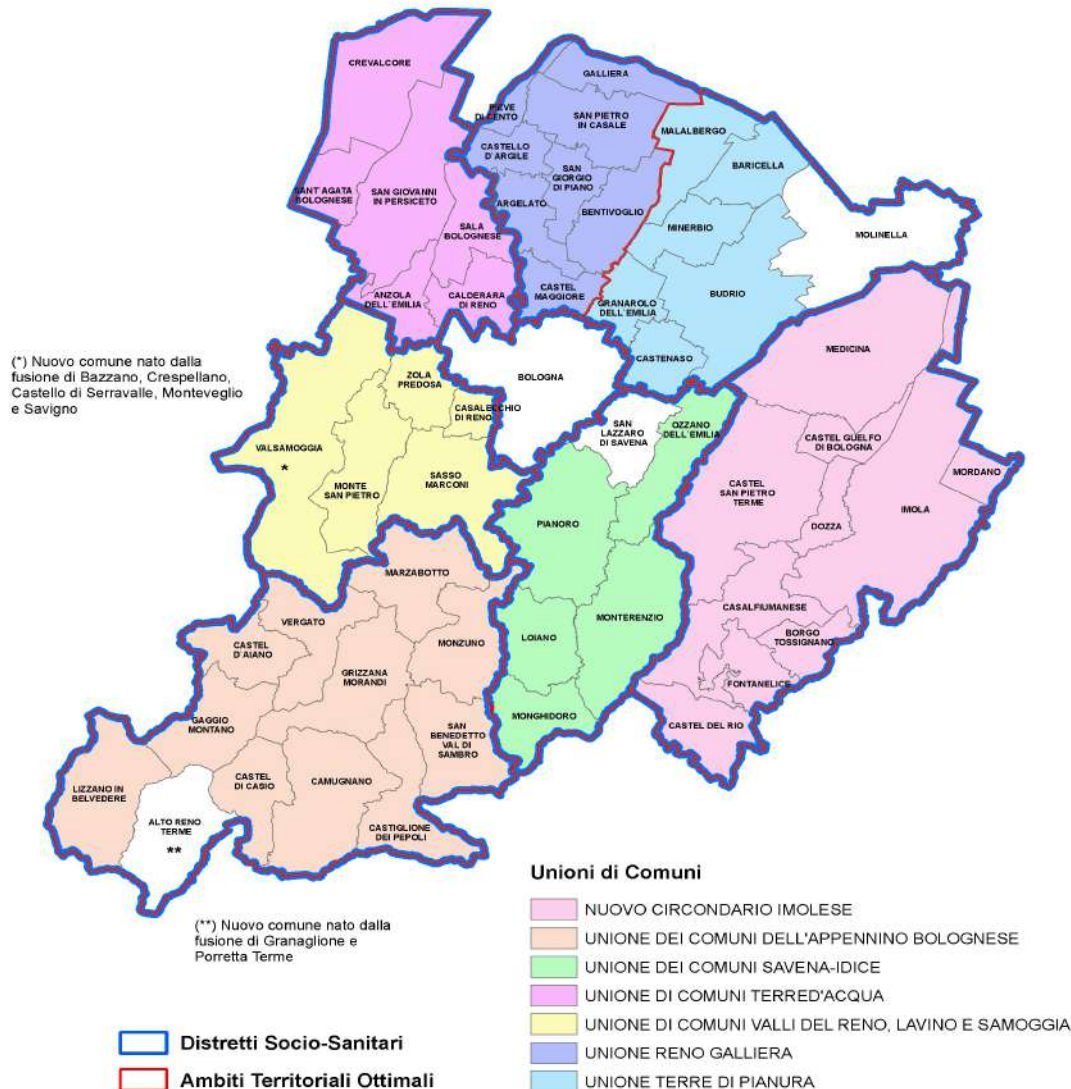 CREVALCORE
GALLIERA
PIEVE
DI CENTO
SAN PIETRO
IN CASALE
MALALBERGO
CASTELLO
D'ARGILE
BARICELLA
SANT'AGATA
BOLOGNESE
SAN GIOVANNI
IN PERSICETO
SAN
GIORGIO
DI PIANO
ARGELATO
BENTIVOGLIO
SALA
BOLOGNESE
MINERBIO
MOLINELLA
ANZOLA
DELL'EMILIA
CALDERARA
DI RENO
CASTEL
MAGGIORE
BUDRIO
GRANAROLO
DELL'EMILIA
CASTENASO
MEDICINA
(*) Nuovo comune nato dalla
fusione di Bazzano, Crespellano,
Castello di Serravalle, Monteveglio
e Savigno
ZOLA
PREDOSA
BOLOGNA
CASALECCHIO
DI RENO
SAN
LAZZARO
DI SAVENA
OZZANO
DELL'EMILIA
CASTEL GUELFO
DI BOLOGNA
VALSAMOGGIA
*
MORDANO
MONTE
SAN PIETRO
SASSO
MARCONI
CASTEL
SAN PIETRO
TERME
IMOLA
PIANORO
DOZZA
MARZABOTTO
CASALFIUMANESE
VERGATO
MONTERENZIO
CASTEL
D'AIANO
MONZUNO
LOIANO
BORGO
TOSSIGNANO
GRIZZANA
MORANDI
FONTANELICE
GAGGIO
MONTANO
SAN
BENEDETTO
VAL DI
SAMBRO
MONGHIDORO
CASTEL DEL RIO
LIZZANO IN
BELVEDERE
CASTEL
DI CASIO
CAMUGNANO
ALTO RENO
TERME
**
CASTIGLIONE
DEI PEPOLI
(**) Nuovo comune nato dalla
fusione di Granaglione e
Porretta Terme
Unioni di Comuni
NUOVO CIRCONDARIO IMOLESE
UNIONE DEI COMUNI DELL'APPENNINO BOLOGNESE
UNIONE DEI COMUNI SAVENA-IDICE
UNIONE DI COMUNI TERRED'ACQUA
UNIONE DI COMUNI VALLI DEL RENO, LAVINO E SAMOGGIA
UNIONE RENO GALLIERA
UNIONE TERRE DI PIANURA
Distretti Socio-Sanitari
Ambiti Territoriali Ottimali